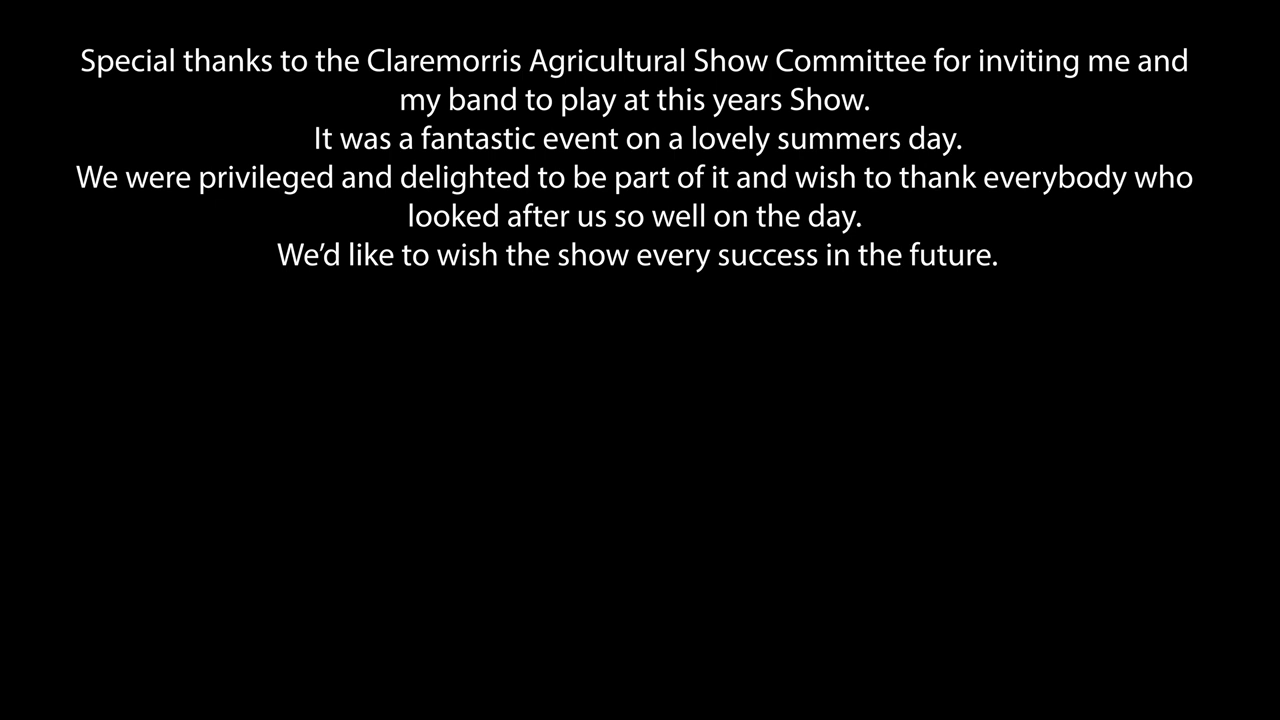 Special thanks to the Claremorris Agricultural Show Committee for inviting me and
my band to play at this years Show.
It was a fantastic event on a lovely summers day.
We were privileged and delighted to be part of it and wish to thank everybody who
looked after us so well on the day.
We’d like to wish the show every success in the future.